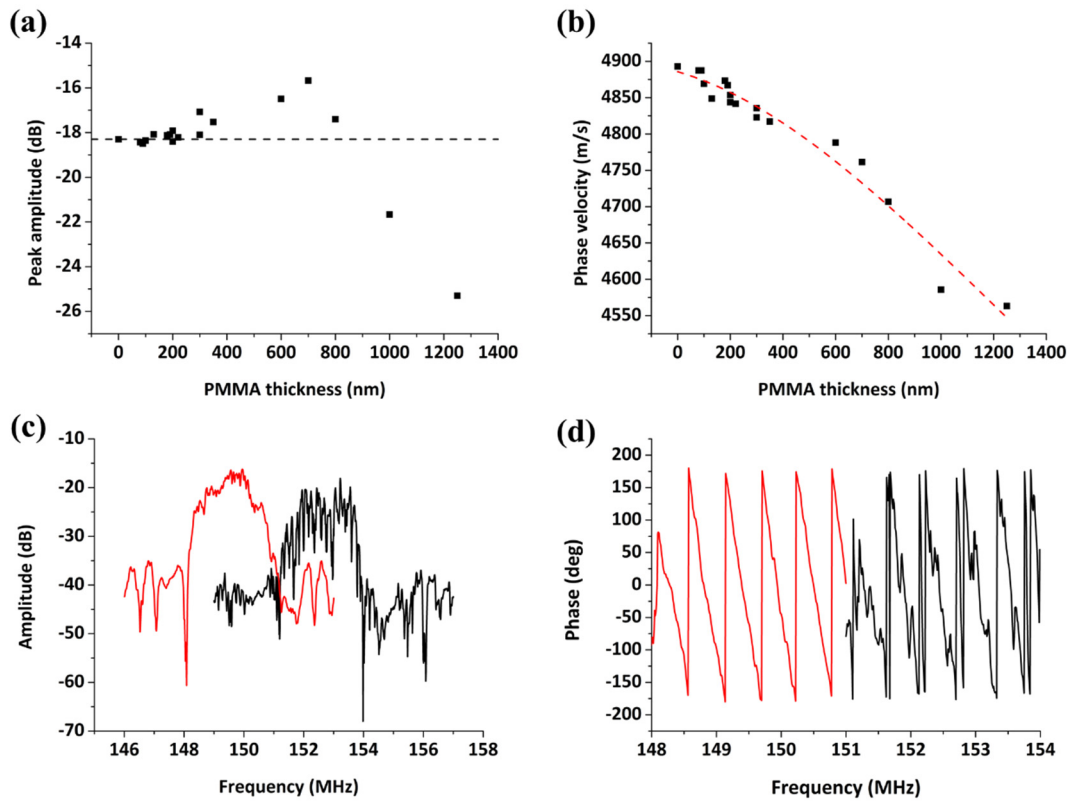 (a)
-14
-16
-18
-20
-22
-24
-26
Peak amplitude (dB)
0 200 400 600 800 1000 1200 1400
PMMA thickness (nm)
(b)
4900
4850
4800
4750
4700
4650
4600
4550
Phase velocity (m/s)
0 200 400 600 800 1000 1200 1400
PMMA thickness (nm)
(c)
-10
-20
-30
-40
-50
-60
-70
Amplitude (dB)
146 148 150 152 154 156 158
Frequency (MHz)
(d)
200
150
100
50
0
-50
-100
-150
-200
Phase (deg)
148 149 150 151 152 153 154
Frequency (MHz)